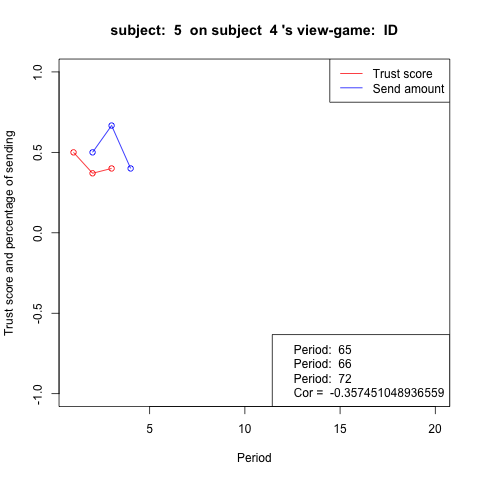 subject:  5  on subject  4 's view-game:  ID
Trust score
Send amount
Trust score and percentage of sending
1.0
0.5
0.0
-0.5
-1.0
Period:  65
Period:  66
Period:  72
Cor =  -0.357451048936559
5
10
15
20
Period